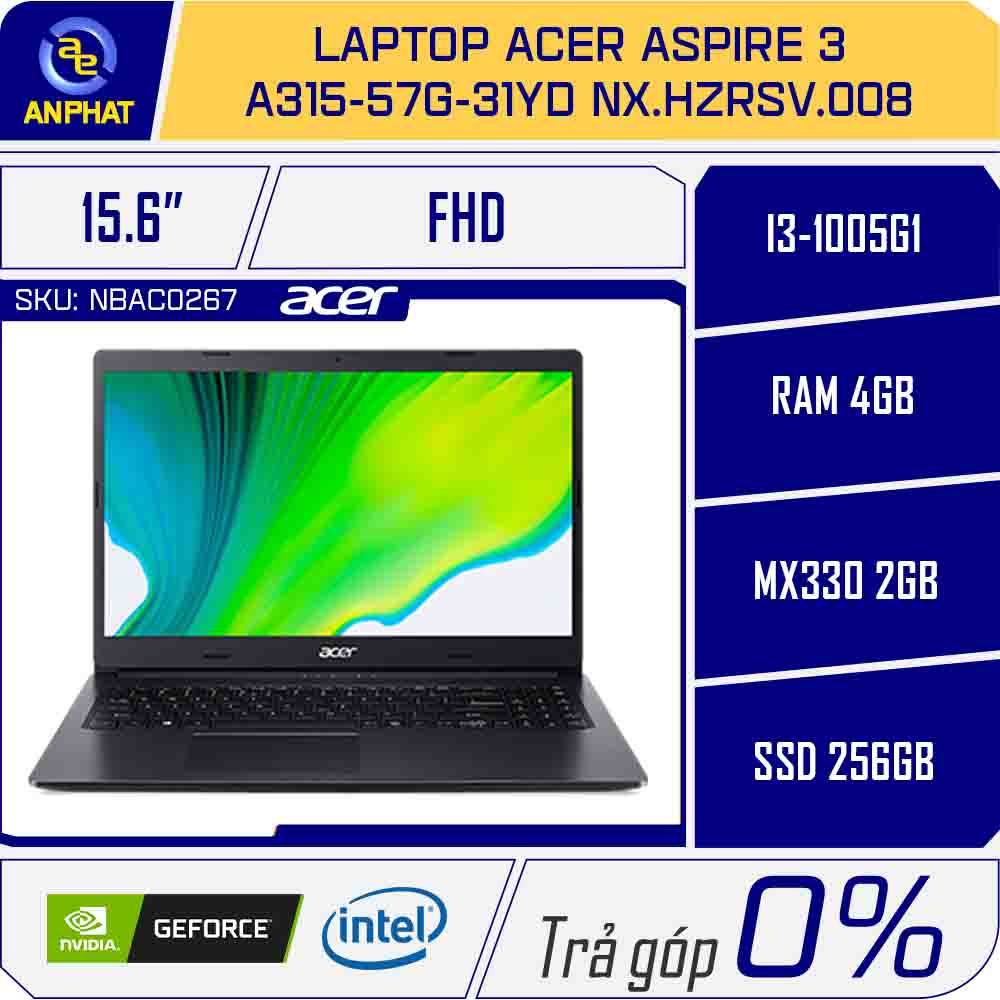 ANPHAT
LAPTOP ACER ASPIRE 3
A315-57G-31YD NX.HZRSV.008
15.6"
FHD
SKU: NBAC0267
acer
acer
I3-1005G1
RAM 4GB
MX330 2GB
SSD 256GB
NVIDIA.
GEFORCE
intel
Trả góp 0%